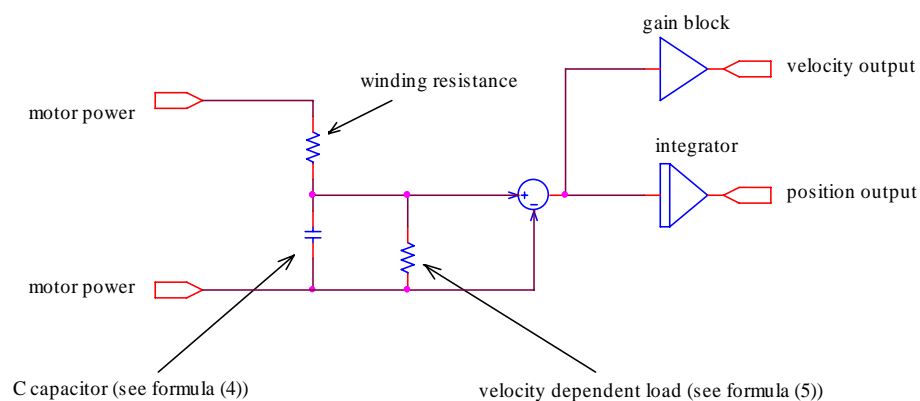 gain block
velocity output
winding resistance
motor power
integrator
+
position output
-
motor power
C capacitor (see formula (4))
velocity dependent load (see formula (5))